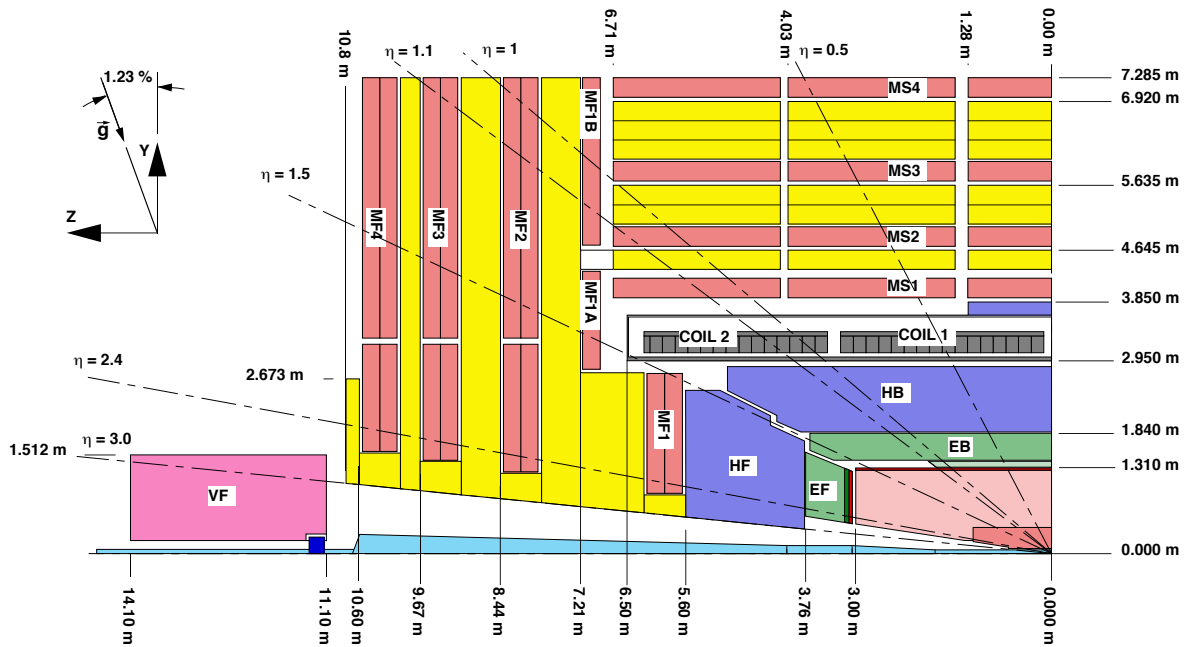 10.8 m
η = 1.1
η = 1
6.71 m
4.03 m
η = 0.5
1.28 m
0.00 m
1.23 %
g
Y
Z
7.285 m
MS4
6.920 m
MF1B
MS3
η = 1.5
5.635 m
MF4
MF3
MF2
MS2
4.645 m
MF1A
MS1
3.850 m
COIL 2
COIL 1
η = 2.4
2.950 m
2.673 m
HB
MF1
1.840 m
η = 3.0
1.512 m
EB
HF
1.310 m
VF
EF
0.000 m
14.10 m
11.10 m
10.60 m
9.67 m
8.44 m
7.21 m
6.50 m
5.60 m
3.76 m
3.00 m
0.000 m